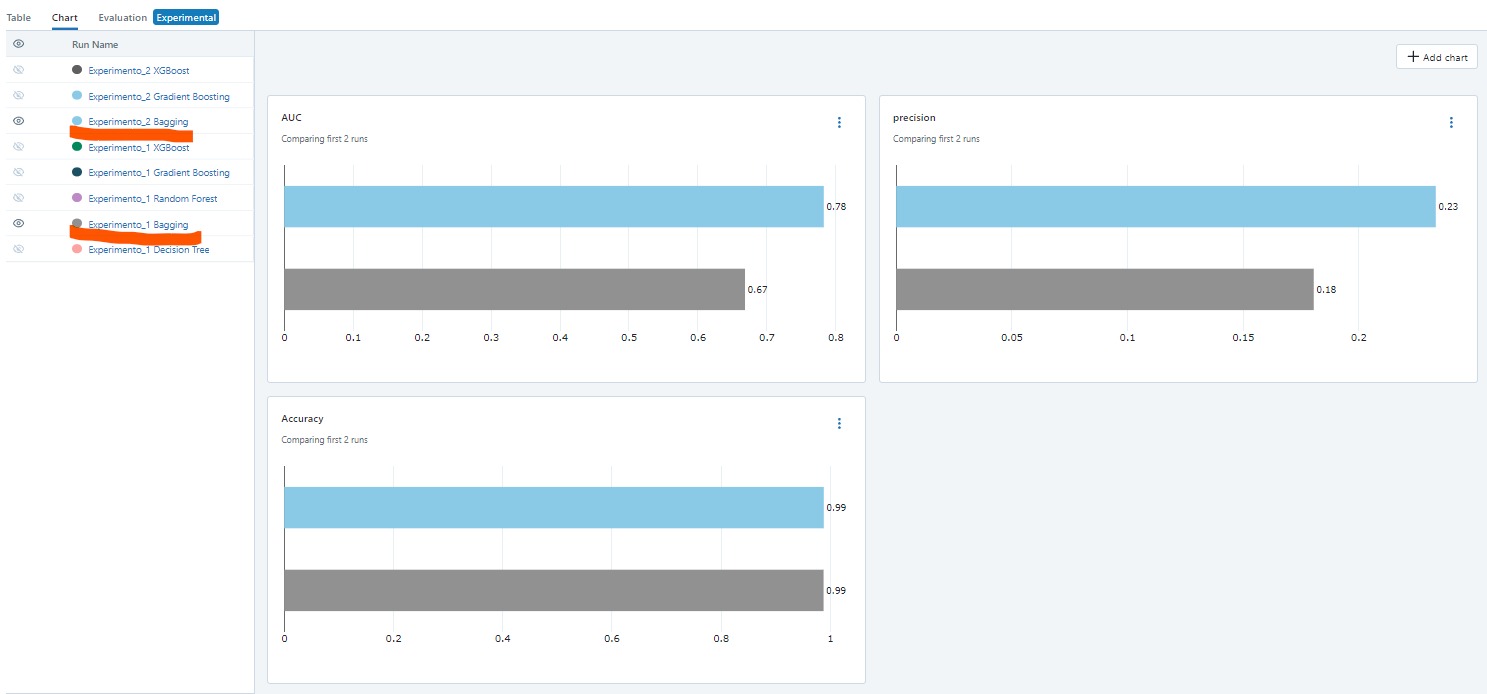 Table Chart Evaluation Experimental
Run Name
Experimento_2 XGBoost
Experimento_2 Gradient Boosting
Experimento_2 Bagging
Experimento_1 XGBoost
Experimento_1 Gradient Boosting
Experimento_1 Random Forest
Experimento_1 Bagging
Experimento_1 Decision Tree
+ Add chart
AUC
Comparing first 2 runs
0.78
0.67
0 0.1 0.2 0.3 0.4 0.5 0.6 0.7 0.8
precision
Comparing first 2 runs
0.23
0.18
0 0.05 0.1 0.15 0.2
Accuracy
Comparing first 2 runs
0.99
0.99
0 0.2 0.4 0.6 0.8 1